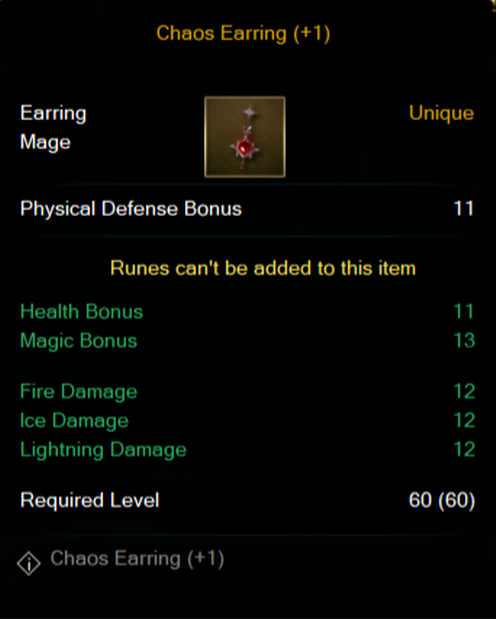 Chaos Earring (+1)
Earring
Unique
Mage
Physical Defense Bonus 11
Runes can't be added to this item
Health Bonus 11
Magic Bonus 13
Fire Damage 12
Ice Damage 12
Lightning Damage 12
Required Level 60 (60)
Chaos Earring (+1)